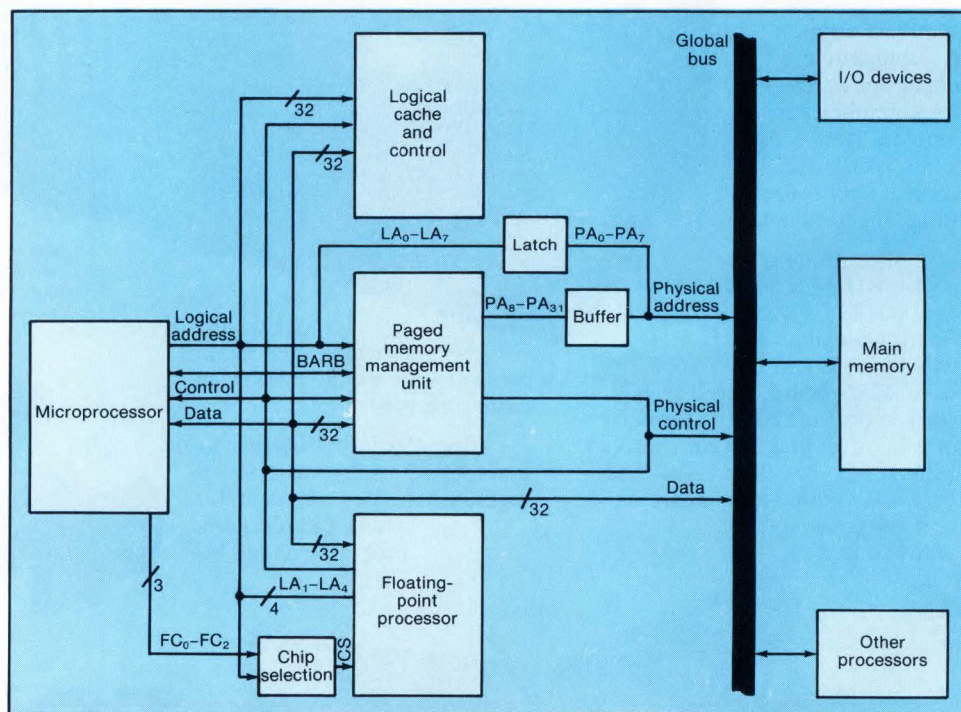 Global
bus
I/O devices
32
Logical
cache
and
control
32
LA₀–LA₇
Latch
PA₀–PA₇
Physical
address
PA₈–PA₃₁
Buffer
Logical
address
Paged
memory
management
unit
Main
memory
BARB
Microprocessor
Control
Data
32
Physical
control
Data
32
32
LA₁–LA₄
4
Floating-
point
processor
3
FC₀–FC₂
Chip
selection
CS
Other
processors